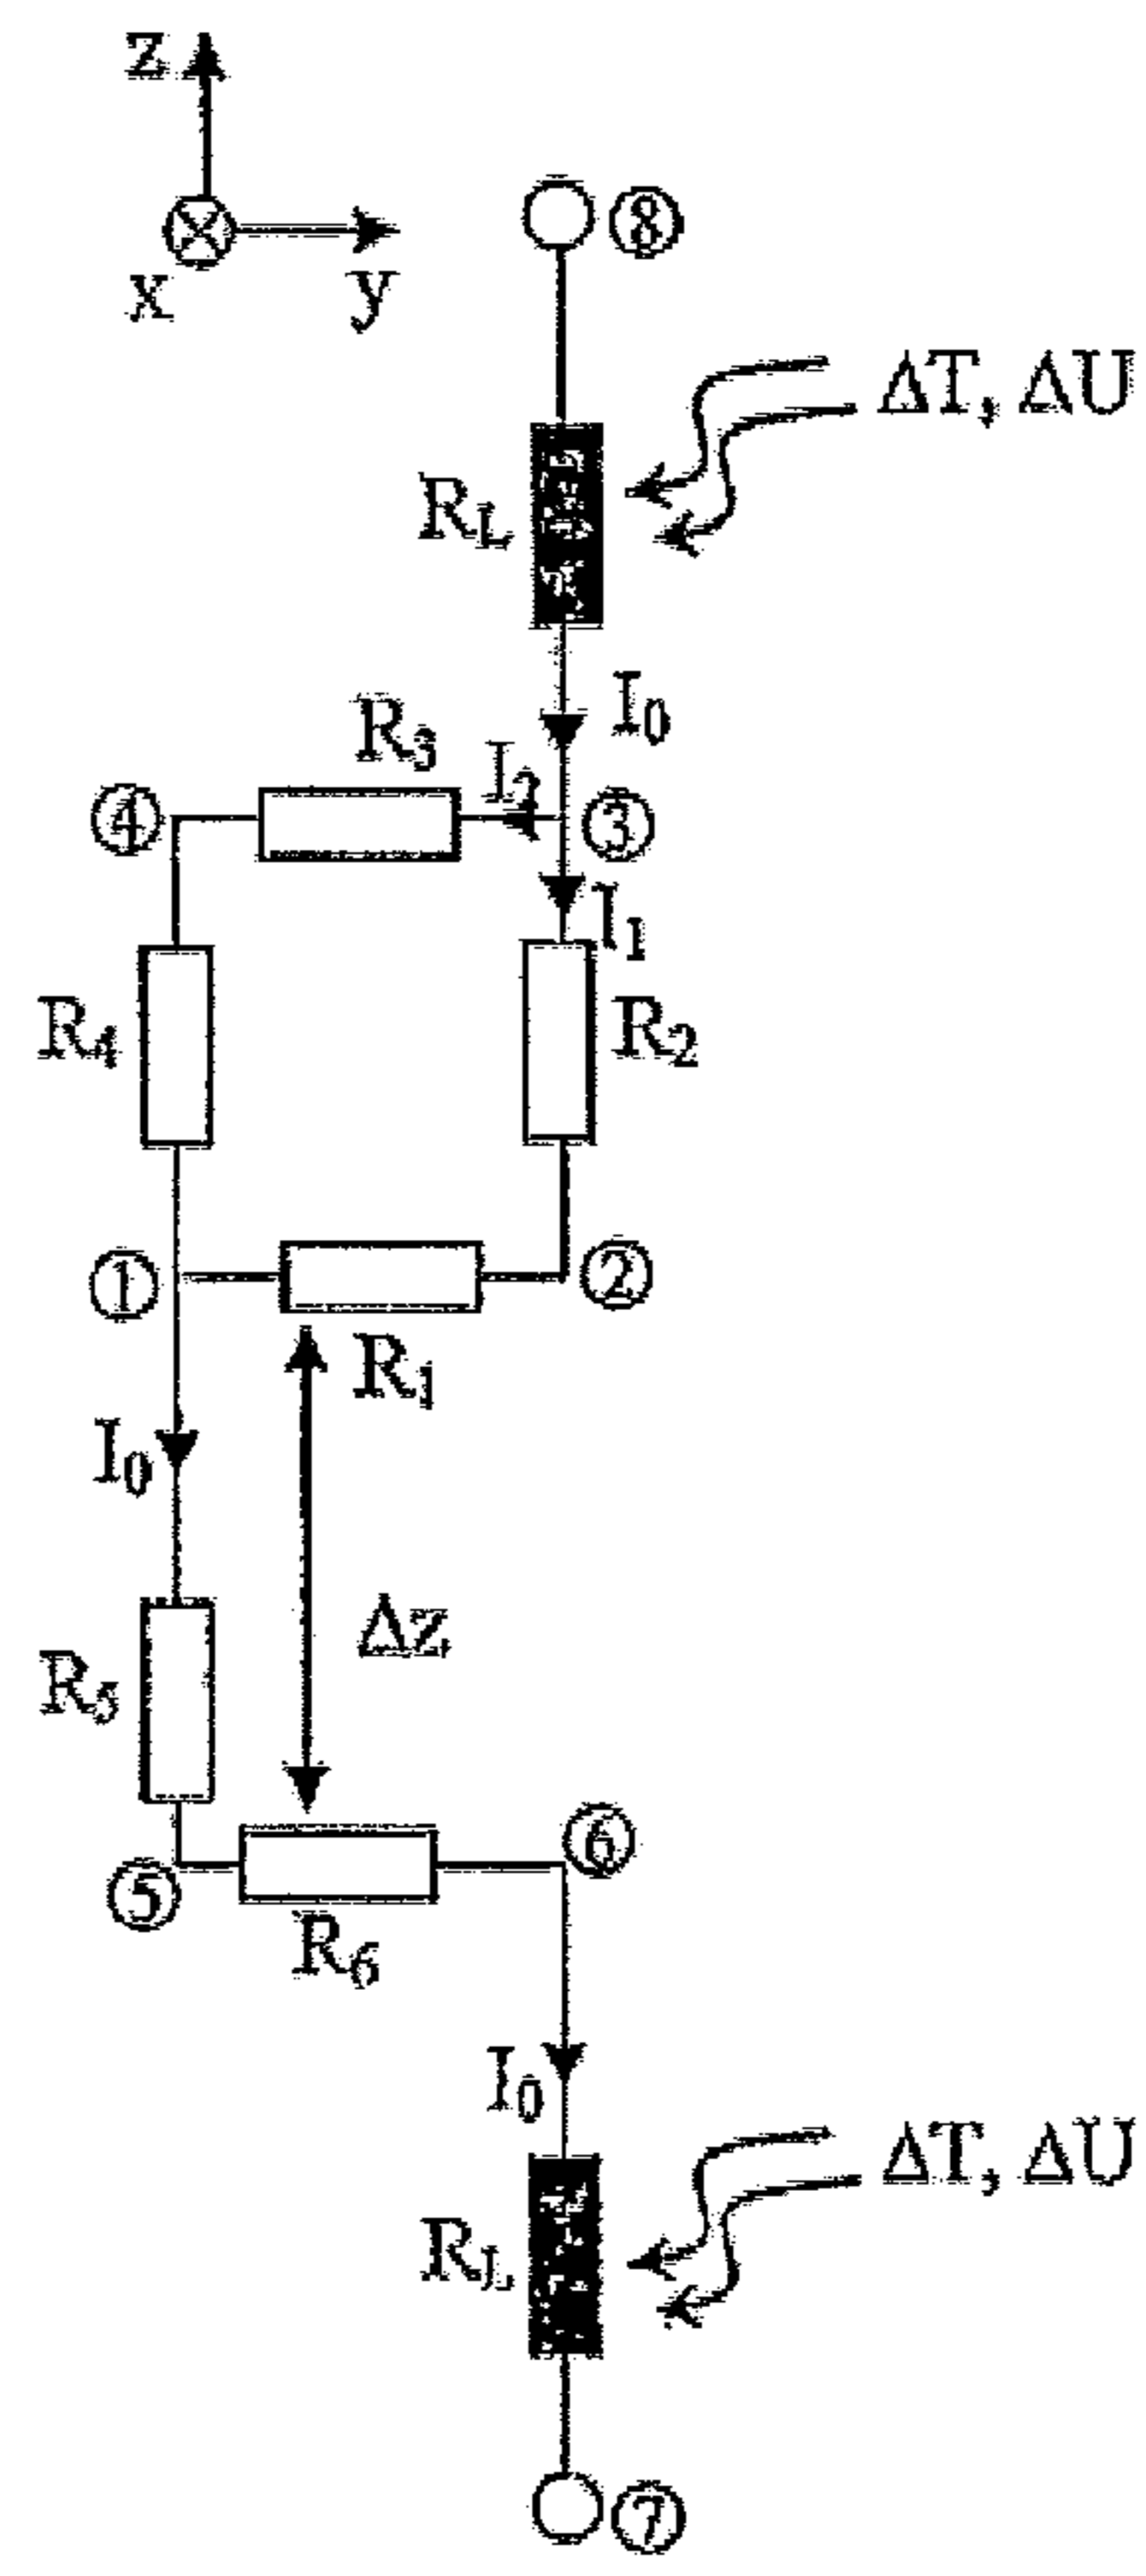 z
⑧
x
y
ΔT, ΔU
R_L
I_0
R_3
I_2
④
③
I_1
R_4
R_2
①
②
R_1
I_0
Δz
R_5
⑥
⑤
R_6
I_0
ΔT, ΔU
R_L
⑦